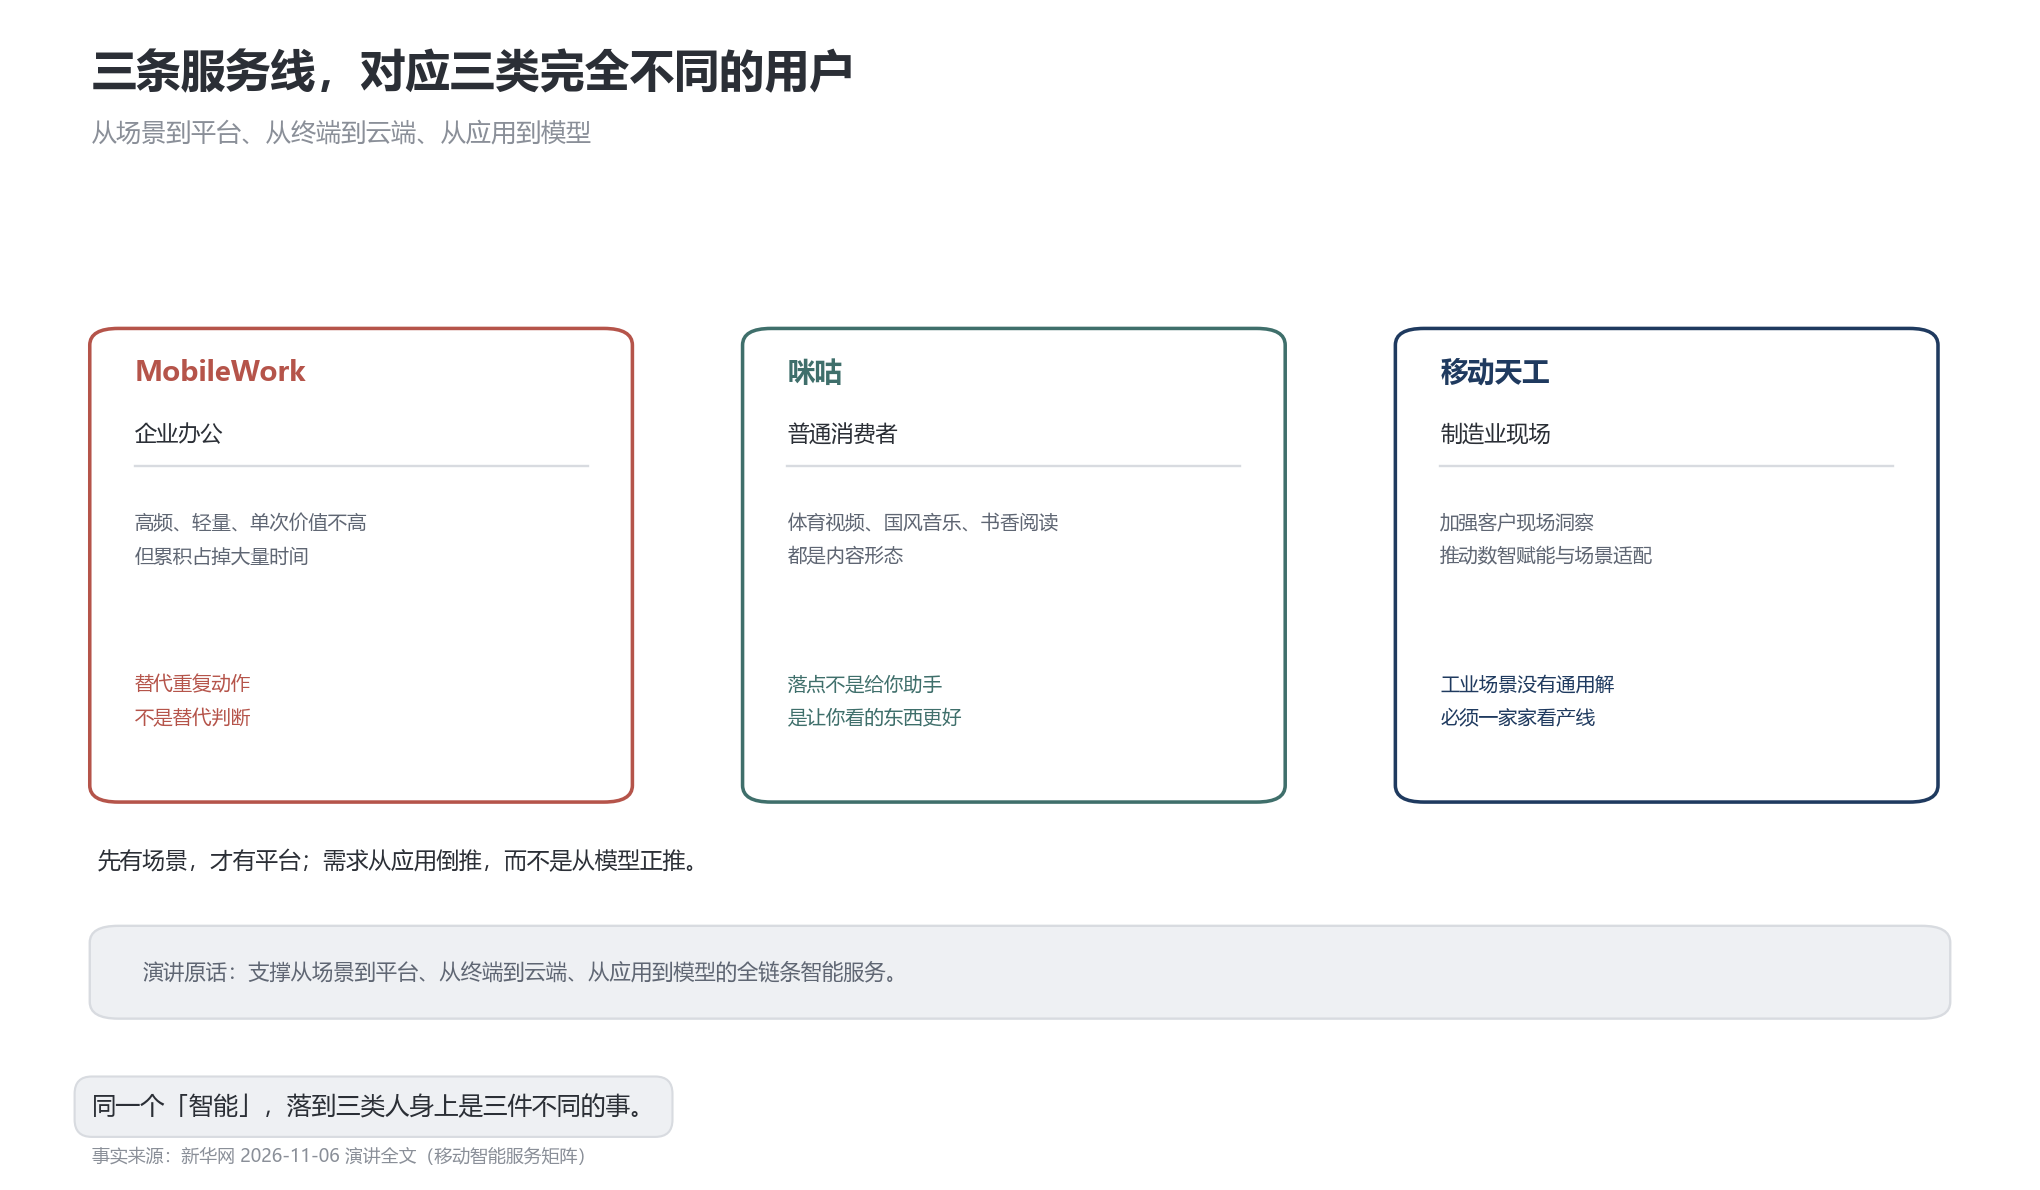 三条服务线，对应三类完全不同的用户
从场景到平台、从终端到云端、从应用到模型
MobileWork
企业办公
高频、轻量、单次价值不高
但累积占掉大量时间
替代重复动作
不是替代判断
咪咕
普通消费者
体育视频、国风音乐、书香阅读
都是内容形态
落点不是给你助手
是让你看的东西更好
移动天工
制造业现场
加强客户现场洞察
推动数智赋能与场景适配
工业场景没有通用解
必须一家家看产线
先有场景，才有平台；需求从应用倒推，而不是从模型正推。
演讲原话：支撑从场景到平台、从终端到云端、从应用到模型的全链条智能服务。
同一个「智能」，落到三类人身上是三件不同的事。
事实来源：新华网 2026-11-06 演讲全文（移动智能服务矩阵）